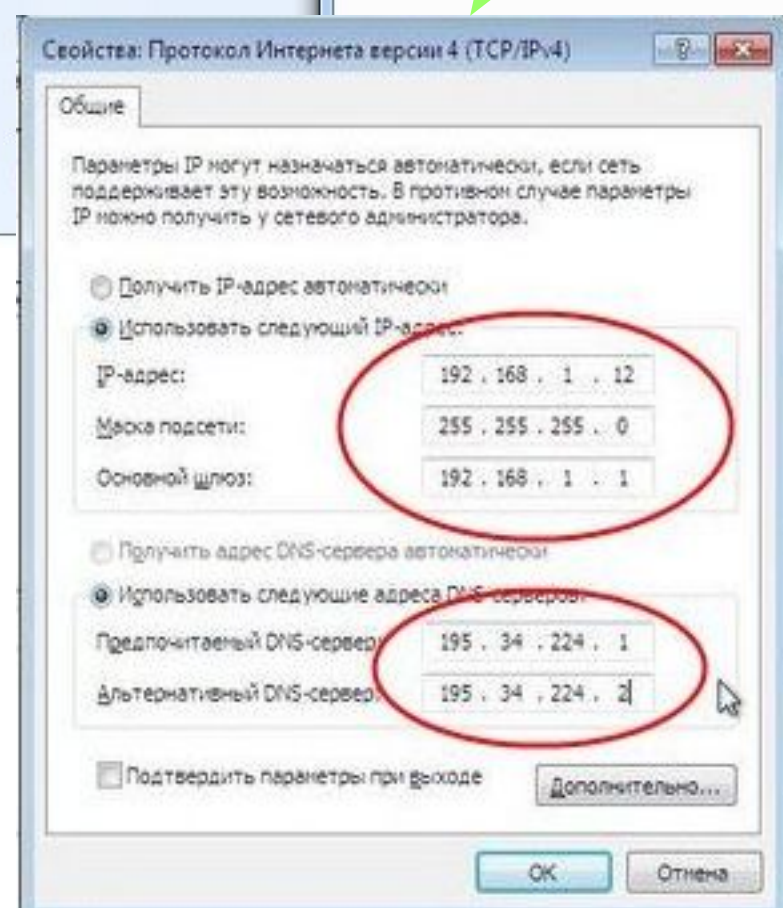 Свойства: Протокол Интернета версии 4 (TCP/IPv4)
Общие
Параметры IP могут назначаться автоматически, если сеть
поддерживает эту возможность. В противном случае параметры
IP можно получить у сетевого администратора.
Получить IP-адрес автоматически
Использовать следующий IP-адрес:
IP-адрес: 192 . 168 . 1 . 12
Маска подсети: 255 . 255 . 255 . 0
Основной шлюз: 192 . 168 . 1 . 1
Получить адрес DNS-сервера автоматически
Использовать следующие адреса DNS-серверов:
Предпочитаемый DNS-сервер: 195 . 34 . 224 . 1
Альтернативный DNS-сервер: 195 . 34 . 224 . 2
Подтвердить параметры при выходе
Дополнительно...
ОК Отмена